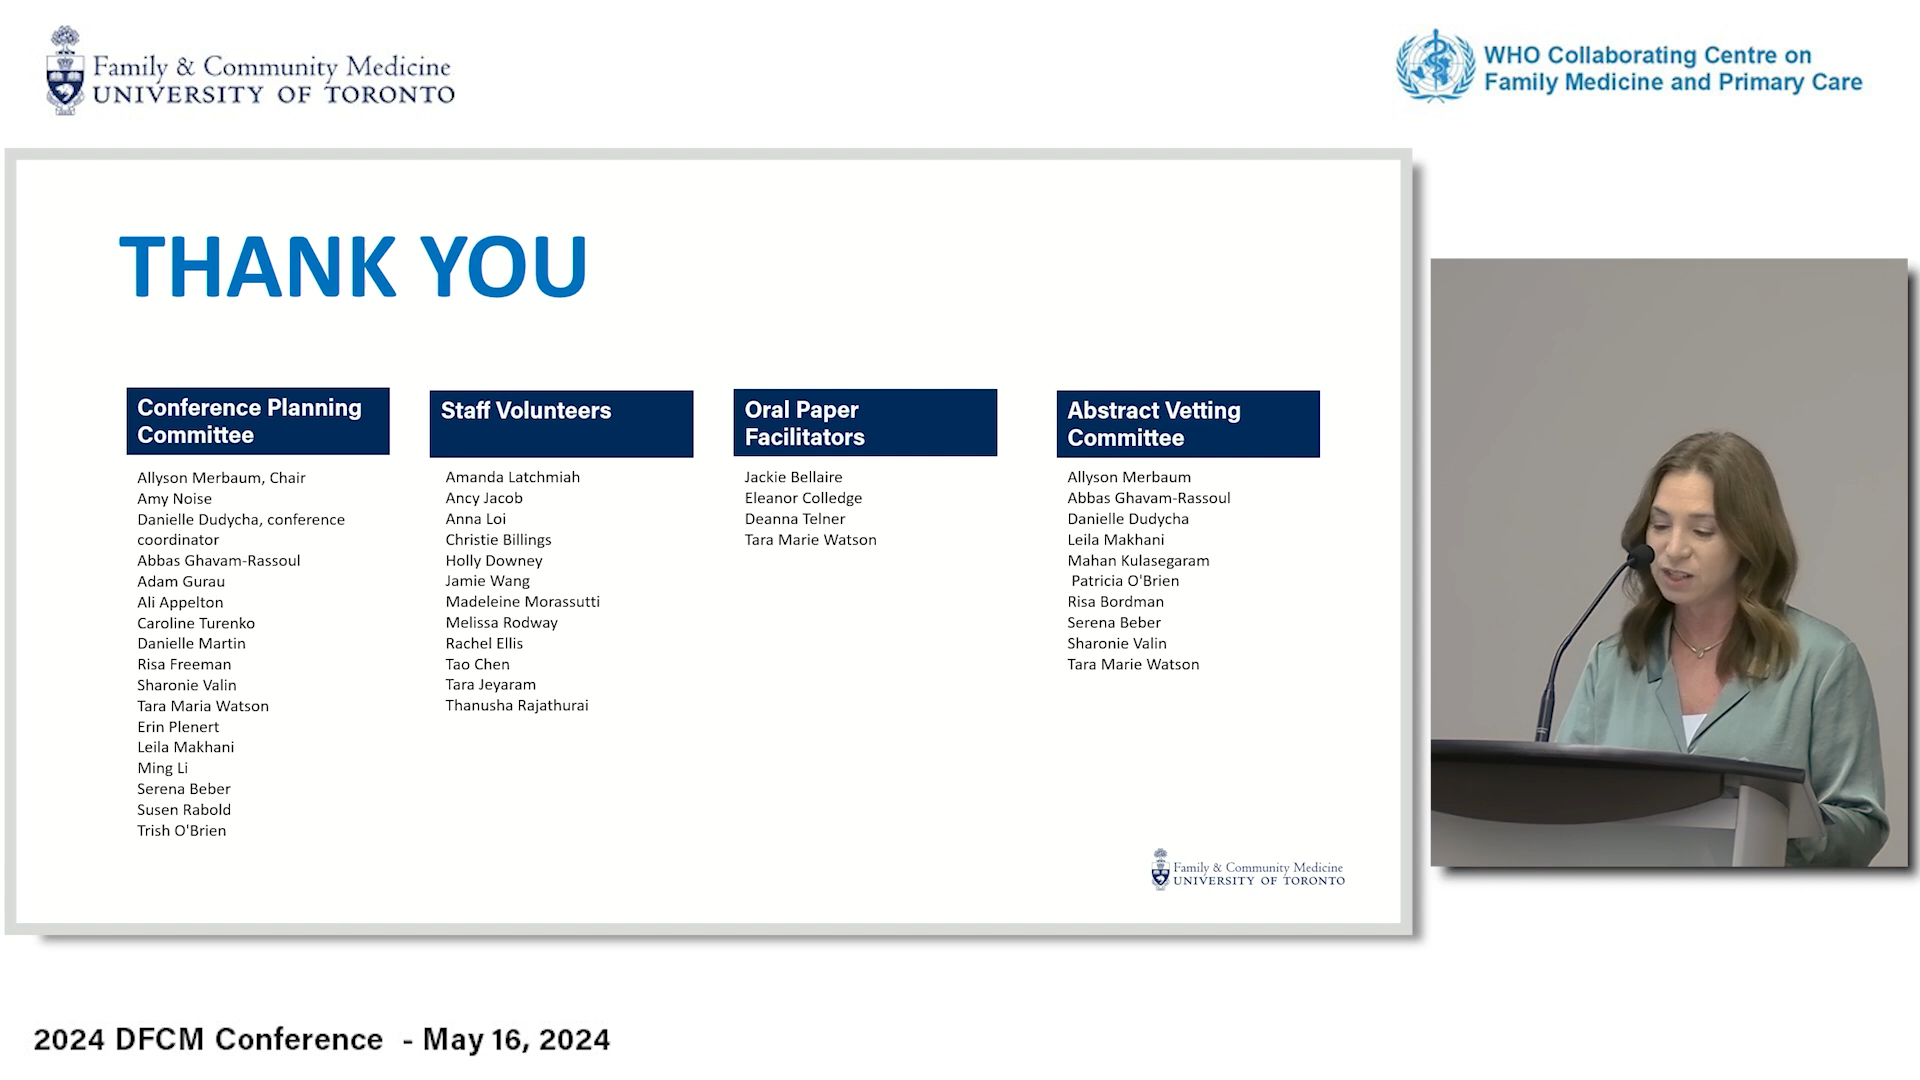 Family & Community Medicine
UNIVERSITY OF TORONTO
WHO Collaborating Centre on
Family Medicine and Primary Care
THANK YOU
Conference Planning
Committee
Allyson Merbaum, Chair
Amy Noise
Danielle Dudycha, conference
coordinator
Abbas Ghavam-Rassoul
Adam Gurau
Ali Appelton
Caroline Turenko
Danielle Martin
Risa Freeman
Sharonie Valin
Tara Maria Watson
Erin Plenert
Leila Makhani
Ming Li
Serena Beber
Susen Rabold
Trish O'Brien
Staff Volunteers
Amanda Latchmiah
Ancy Jacob
Anna Loi
Christie Billings
Holly Downey
Jamie Wang
Madeleine Morassutti
Melissa Rodway
Rachel Ellis
Tao Chen
Tara Jeyaram
Thanusha Rajathurai
Oral Paper
Facilitators
Jackie Bellaire
Eleanor Colledge
Deanna Telner
Tara Marie Watson
Abstract Vetting
Committee
Allyson Merbaum
Abbas Ghavam-Rassoul
Danielle Dudycha
Leila Makhani
Mahan Kulasegaram
Patricia O'Brien
Risa Bordman
Serena Beber
Sharonie Valin
Tara Marie Watson
Family & Community Medicine
UNIVERSITY OF TORONTO
2024 DFCM Conference - May 16, 2024